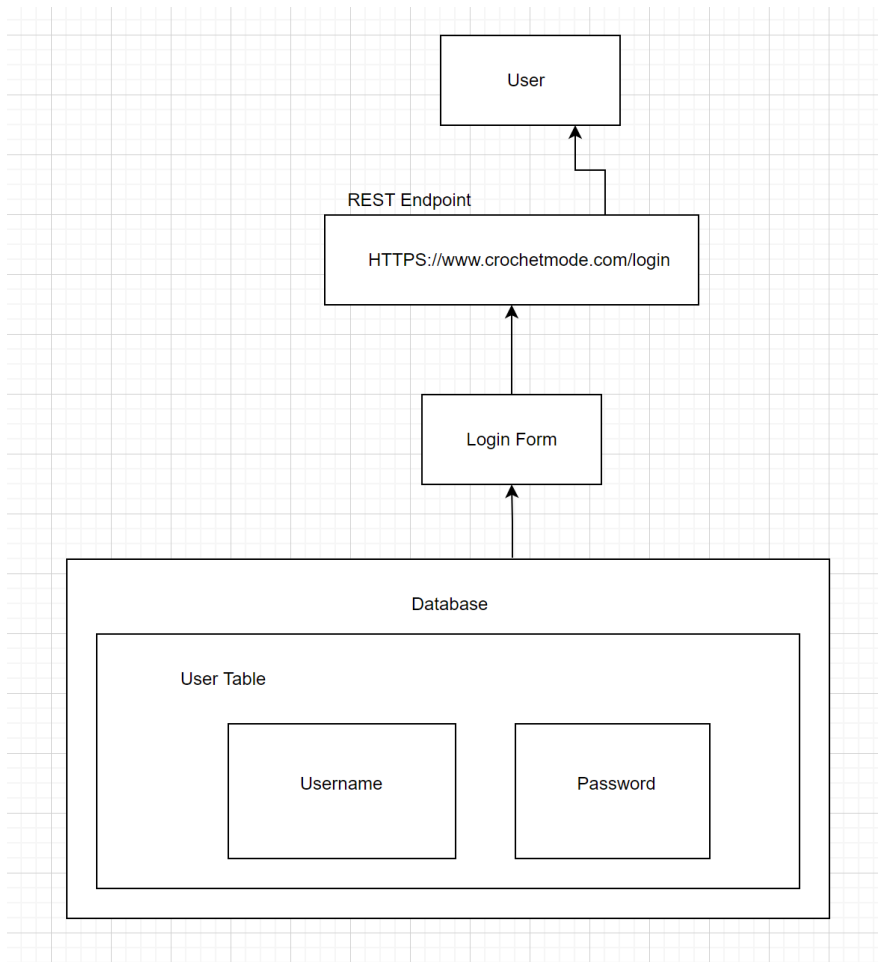 User
REST Endpoint
HTTPS://www.crochetmode.com/login
Login Form
Database
User Table
Username
Password